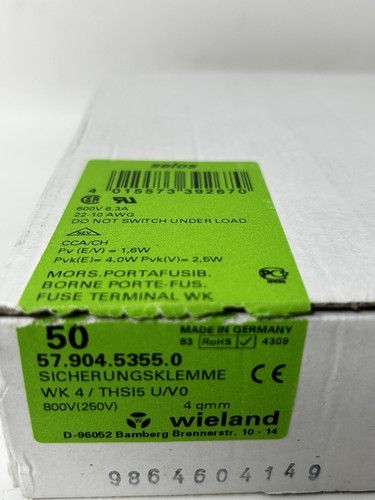 selos
4 015573 392670
600V 6.3A
22-10 AWG
DO NOT SWITCH UNDER LOAD
CCA/CH
Pv (E/V) = 1,6W
Pvk(E)= 4,0W Pvk(V)= 2,5W
MORS.PORTAFUSIB.
BORNE PORTE-FUS.
FUSE TERMINAL WK
50
MADE IN GERMANY
83 RoHS ✓ 4309
57.904.5355.0
SICHERUNGSKLEMME CE
WK 4 / THSI5 U/V0
800V(250V) 4 qmm
wieland
D-96052 Bamberg Brennerstr. 10 - 14
9864604149